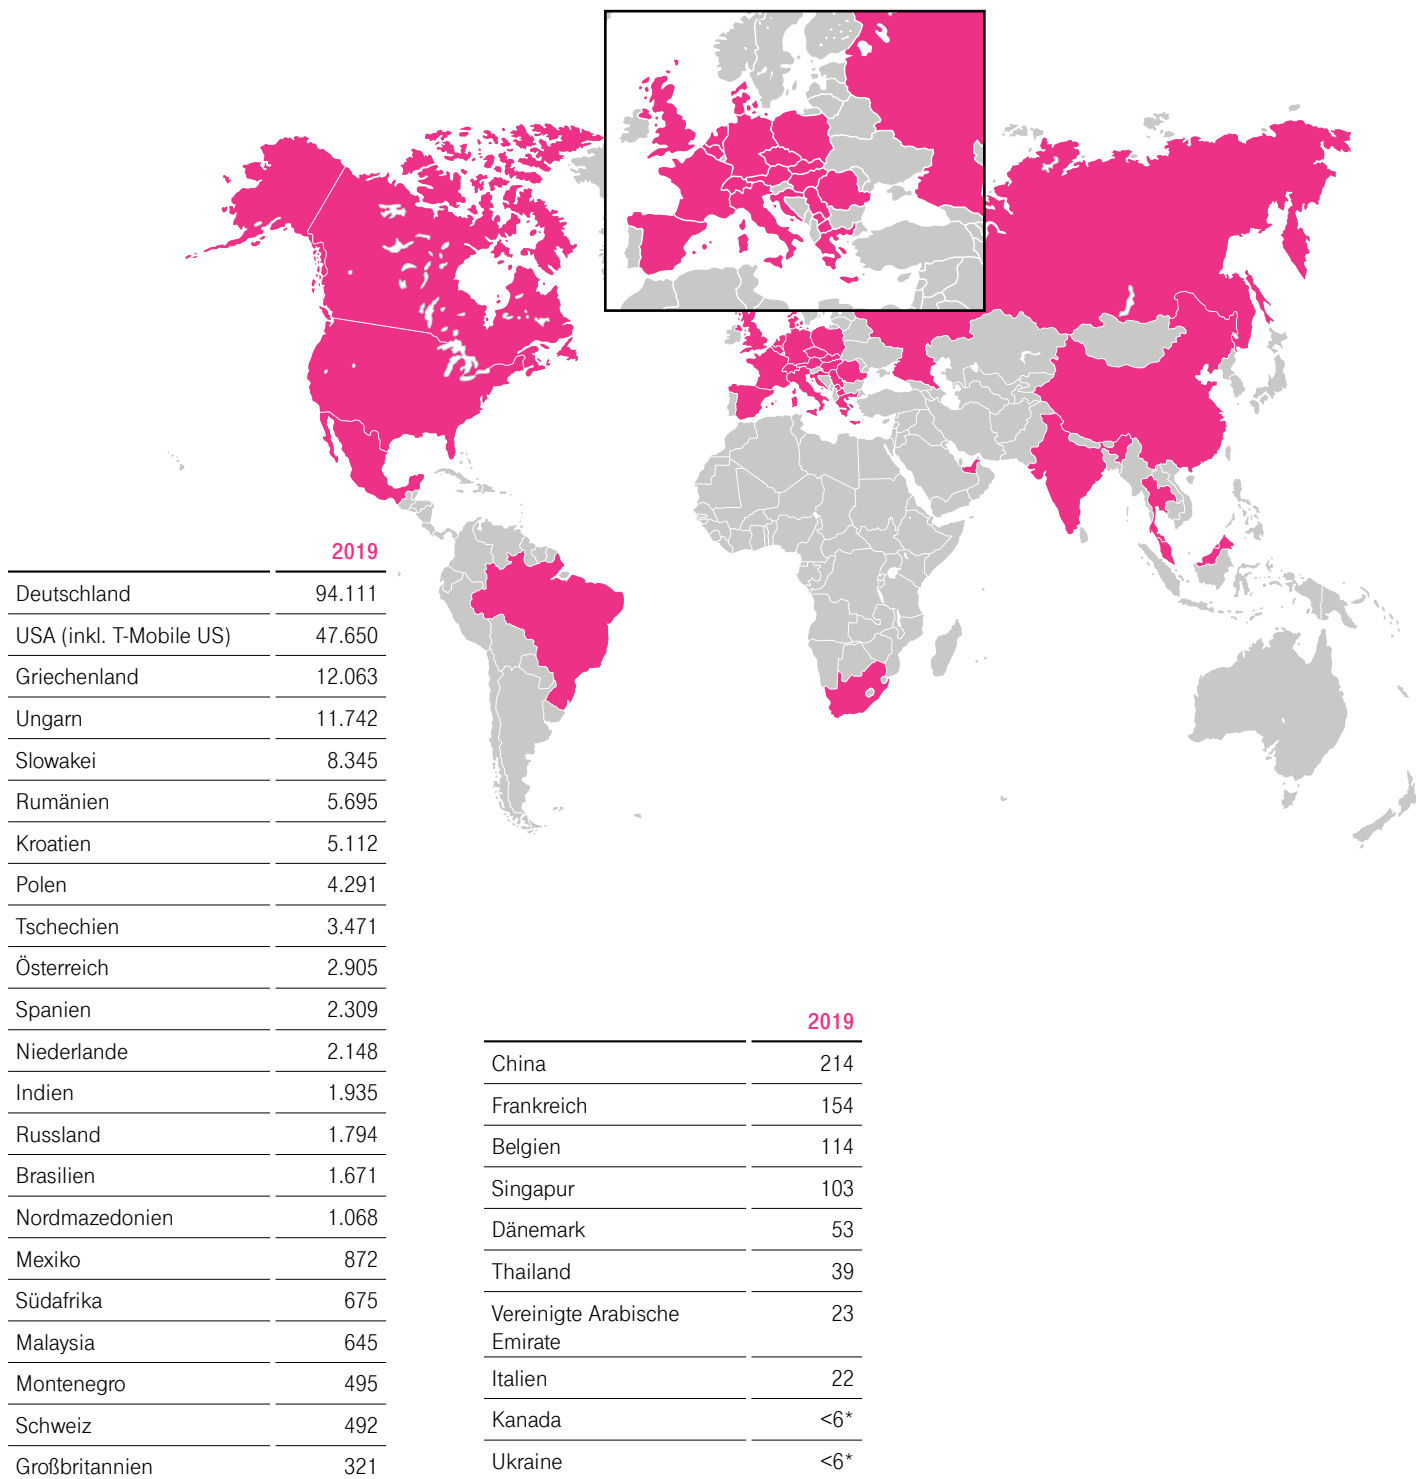 2019
Deutschland 94.111
USA (inkl. T-Mobile US) 47.650
Griechenland 12.063
Ungarn 11.742
Slowakei 8.345
Rumänien 5.695
Kroatien 5.112
Polen 4.291
Tschechien 3.471
Österreich 2.905
Spanien 2.309
Niederlande 2.148
Indien 1.935
Russland 1.794
Brasilien 1.671
Nordmazedonien 1.068
Mexiko 872
Südafrika 675
Malaysia 645
Montenegro 495
Schweiz 492
Großbritannien 321
2019
China 214
Frankreich 154
Belgien 114
Singapur 103
Dänemark 53
Thailand 39
Vereinigte Arabische 23
Emirate
Italien 22
Kanada <6*
Ukraine <6*